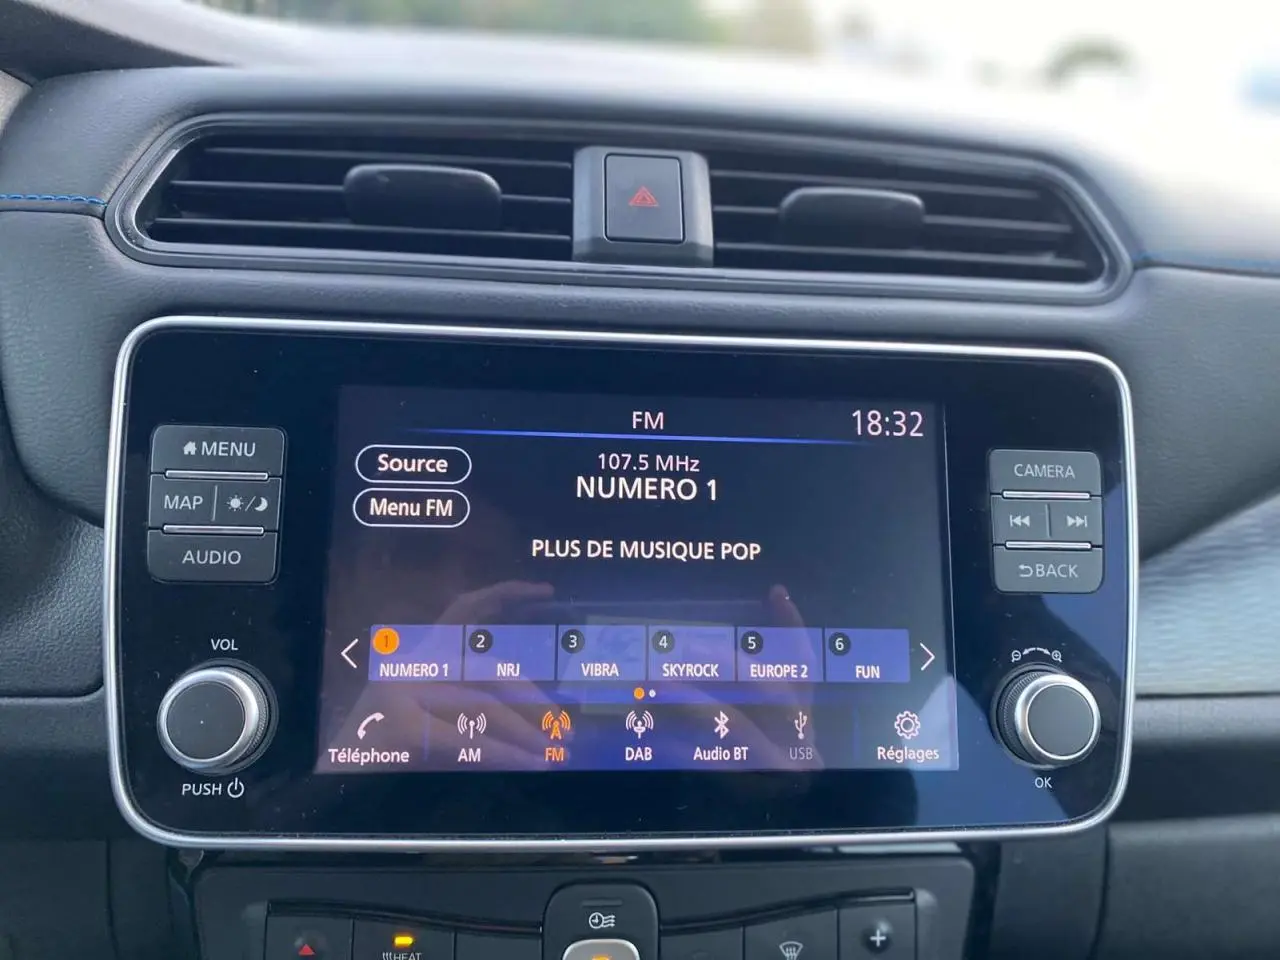 FM
18:32
Source
107.5 MHz
NUMERO 1
Menu FM
PLUS DE MUSIQUE POP
1
NUMERO 1
2
NRJ
3
VIBRA
4
SKYROCK
5
EUROPE 2
6
FUN
Téléphone
AM
FM
DAB
Audio BT
USB
Réglages
MENU
MAP
AUDIO
VOL
PUSH
CAMERA
BACK
OK
HEAT
+